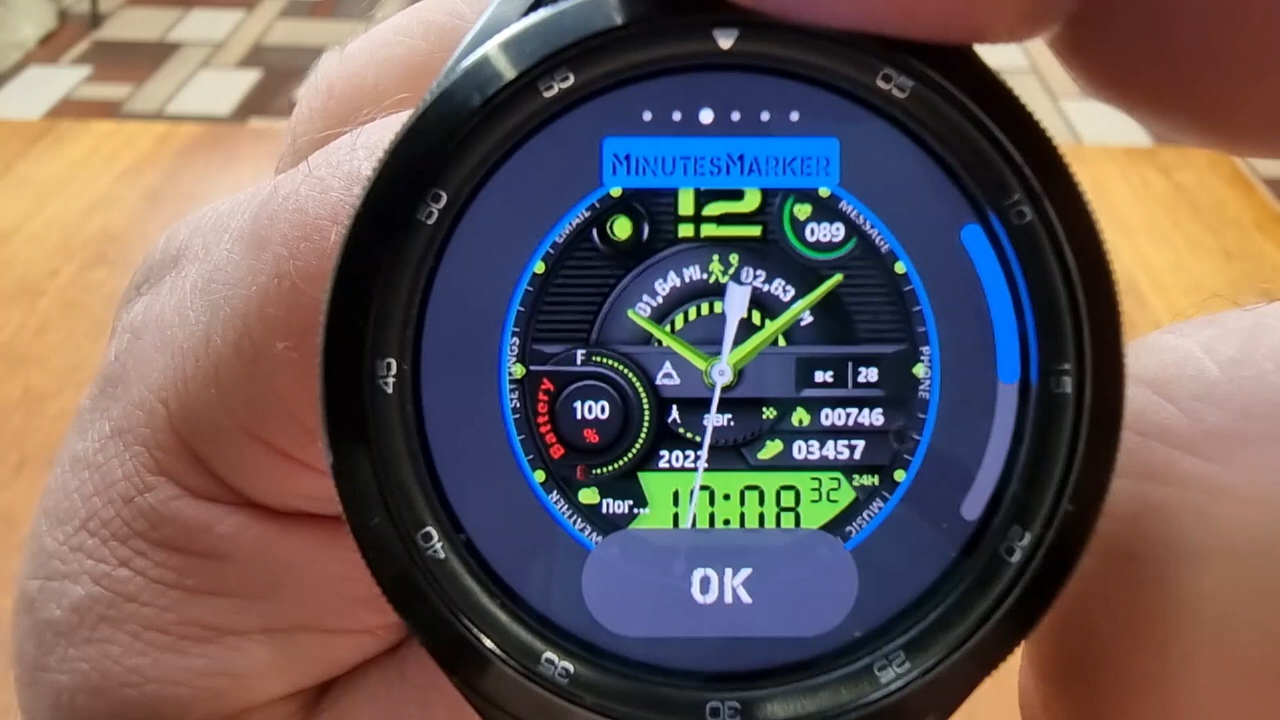 55
05
50
10
45
15
40
20
35
25
30
MINUTESMARKER
EMAIL
12
089
MESSAGE
01,64 MI.
02,63
F
100
%
Battery
E
ВС
28
PHONE
авг.
00746
03457
2022
24H
Пог...
10:08 32
WEATHER
MUSIC
OK